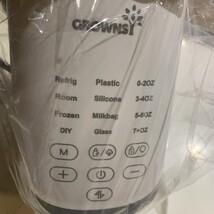 GROWNSY
Refrig Plastic 0-2OZ
Room Silicone 3-4OZ
Frozen Milkbag 5-6OZ
DIY Glass 7+OZ
M